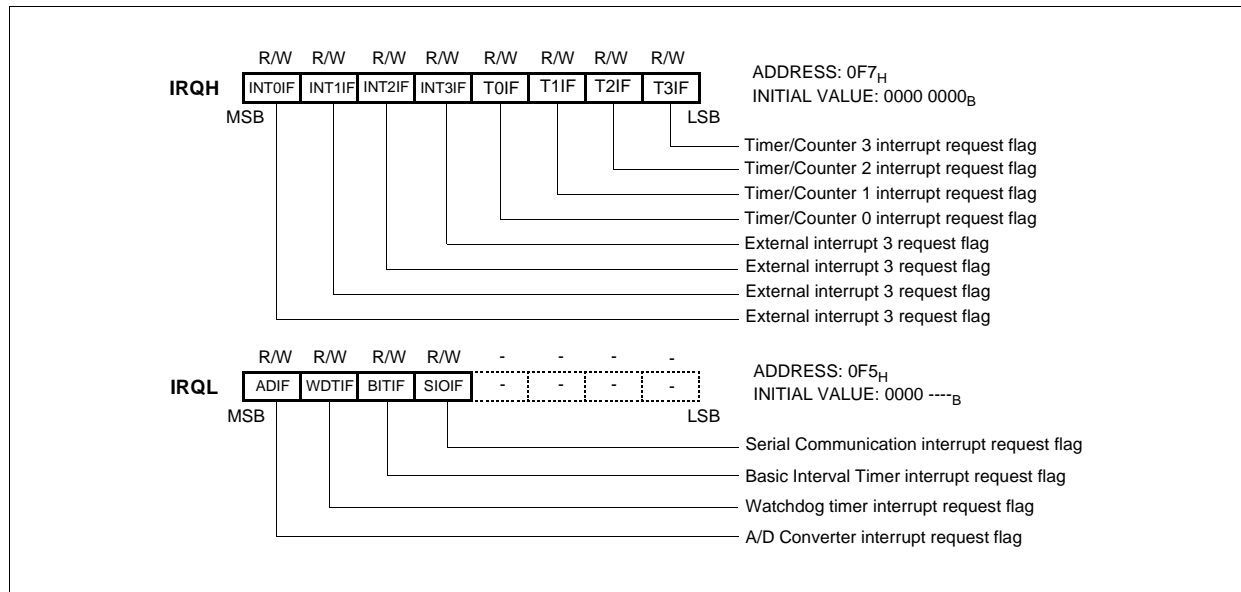 R/W R/W R/W R/W R/W R/W R/W R/W
IRQH INT0IF INT1IF INT2IF INT3IF T0IF T1IF T2IF T3IF
MSB LSB
ADDRESS: 0F7H
INITIAL VALUE: 0000 0000B
Timer/Counter 3 interrupt request flag
Timer/Counter 2 interrupt request flag
Timer/Counter 1 interrupt request flag
Timer/Counter 0 interrupt request flag
External interrupt 3 request flag
External interrupt 3 request flag
External interrupt 3 request flag
External interrupt 3 request flag
R/W R/W R/W R/W - - - -
IRQL ADIF WDTIF BITIF SIOIF - - - -
MSB LSB
ADDRESS: 0F5H
INITIAL VALUE: 0000 ----B
Serial Communication interrupt request flag
Basic Interval Timer interrupt request flag
Watchdog timer interrupt request flag
A/D Converter interrupt request flag